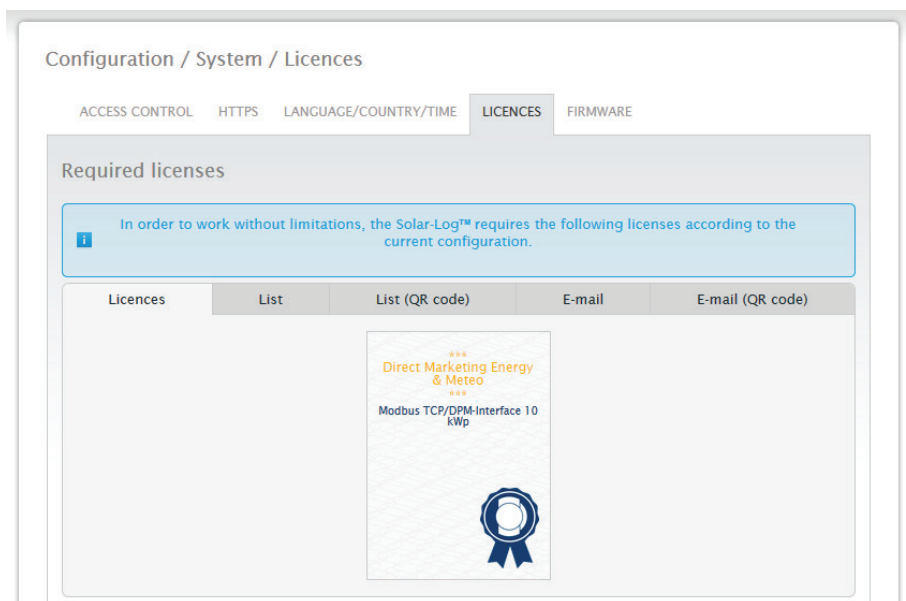 Configuration / System / Licences
ACCESS CONTROL HTTPS LANGUAGE/COUNTRY/TIME LICENCES FIRMWARE
Required licenses
i
In order to work without limitations, the Solar-Log™ requires the following licenses according to the
current configuration.
Licences List List (QR code) E-mail E-mail (QR code)
***
Direct Marketing Energy
& Meteo
***
Modbus TCP/DPM-Interface 10
kWp